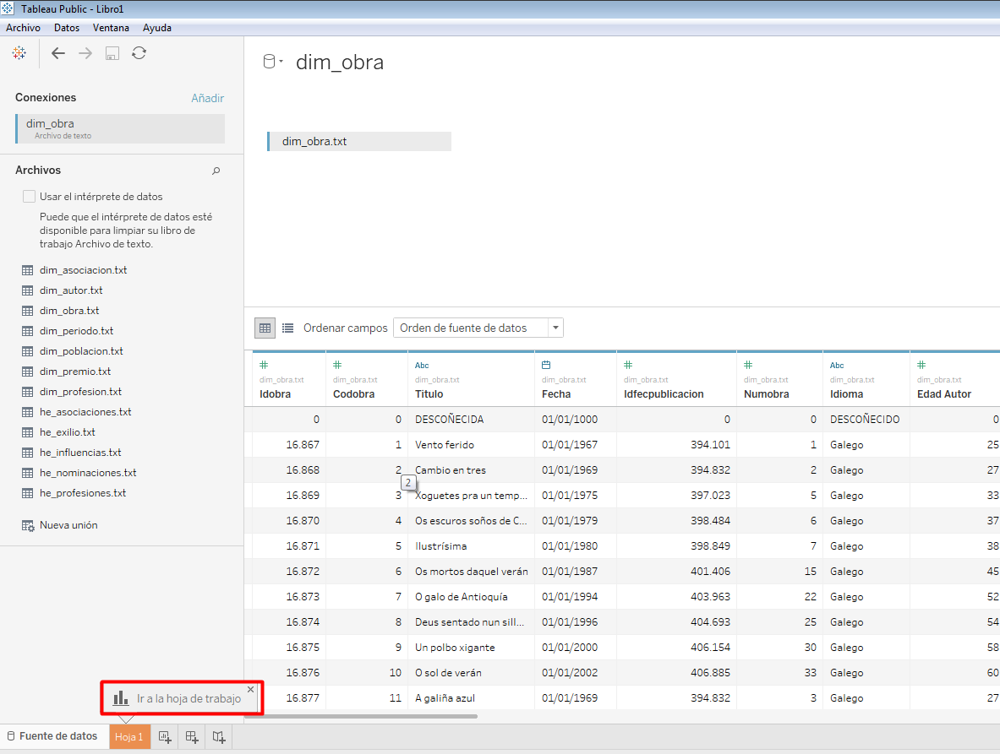 Tableau Public - Libro1
Archivo Datos Ventana Ayuda
Conexiones Añadir
dim_obra
Archivo de texto
Archivos
Usar el intérprete de datos
Puede que el intérprete de datos esté
disponible para limpiar su libro de
trabajo Archivo de texto.
dim_asociacion.txt
dim_autor.txt
dim_obra.txt
dim_periodo.txt
dim_poblacion.txt
dim_premio.txt
dim_profesion.txt
he_asociaciones.txt
he_exilio.txt
he_influencias.txt
he_nominaciones.txt
he_profesiones.txt
Nueva unión
dim_obra
dim_obra.txt
Ordenar campos Orden de fuente de datos
# # Abc # # Abc #
dim_obra.txt dim_obra.txt dim_obra.txt dim_obra.txt dim_obra.txt dim_obra.txt dim_obra.txt dim_obra.txt
Idobra Codobra Titulo Fecha Idfecpublicacion Numobra Idioma Edad Autor
0 0 DESCOÑECIDA 01/01/1000 0 0 DESCOÑECIDO 0
16.867 1 Vento ferido 01/01/1967 394.101 1 Galego 25
16.868 2 Cambio en tres 01/01/1969 394.832 2 Galego 27
2
16.869 3 Xoguetes pra un temp... 01/01/1975 397.023 5 Galego 33
16.870 4 Os escuros soños de C... 01/01/1979 398.484 6 Galego 37
16.871 5 Ilustrísima 01/01/1980 398.849 7 Galego 38
16.872 6 Os mortos daquel verán 01/01/1987 401.406 15 Galego 45
16.873 7 O galo de Antioquía 01/01/1994 403.963 22 Galego 52
16.874 8 Deus sentado nun sill... 01/01/1996 404.693 25 Galego 54
16.875 9 Un polbo xigante 01/01/2000 406.154 30 Galego 58
16.876 10 O sol de verán 01/01/2002 406.885 33 Galego 60
16.877 11 A galiña azul 01/01/1969 394.832 3 Galego 27
Ir a la hoja de trabajo
Fuente de datos Hoja 1